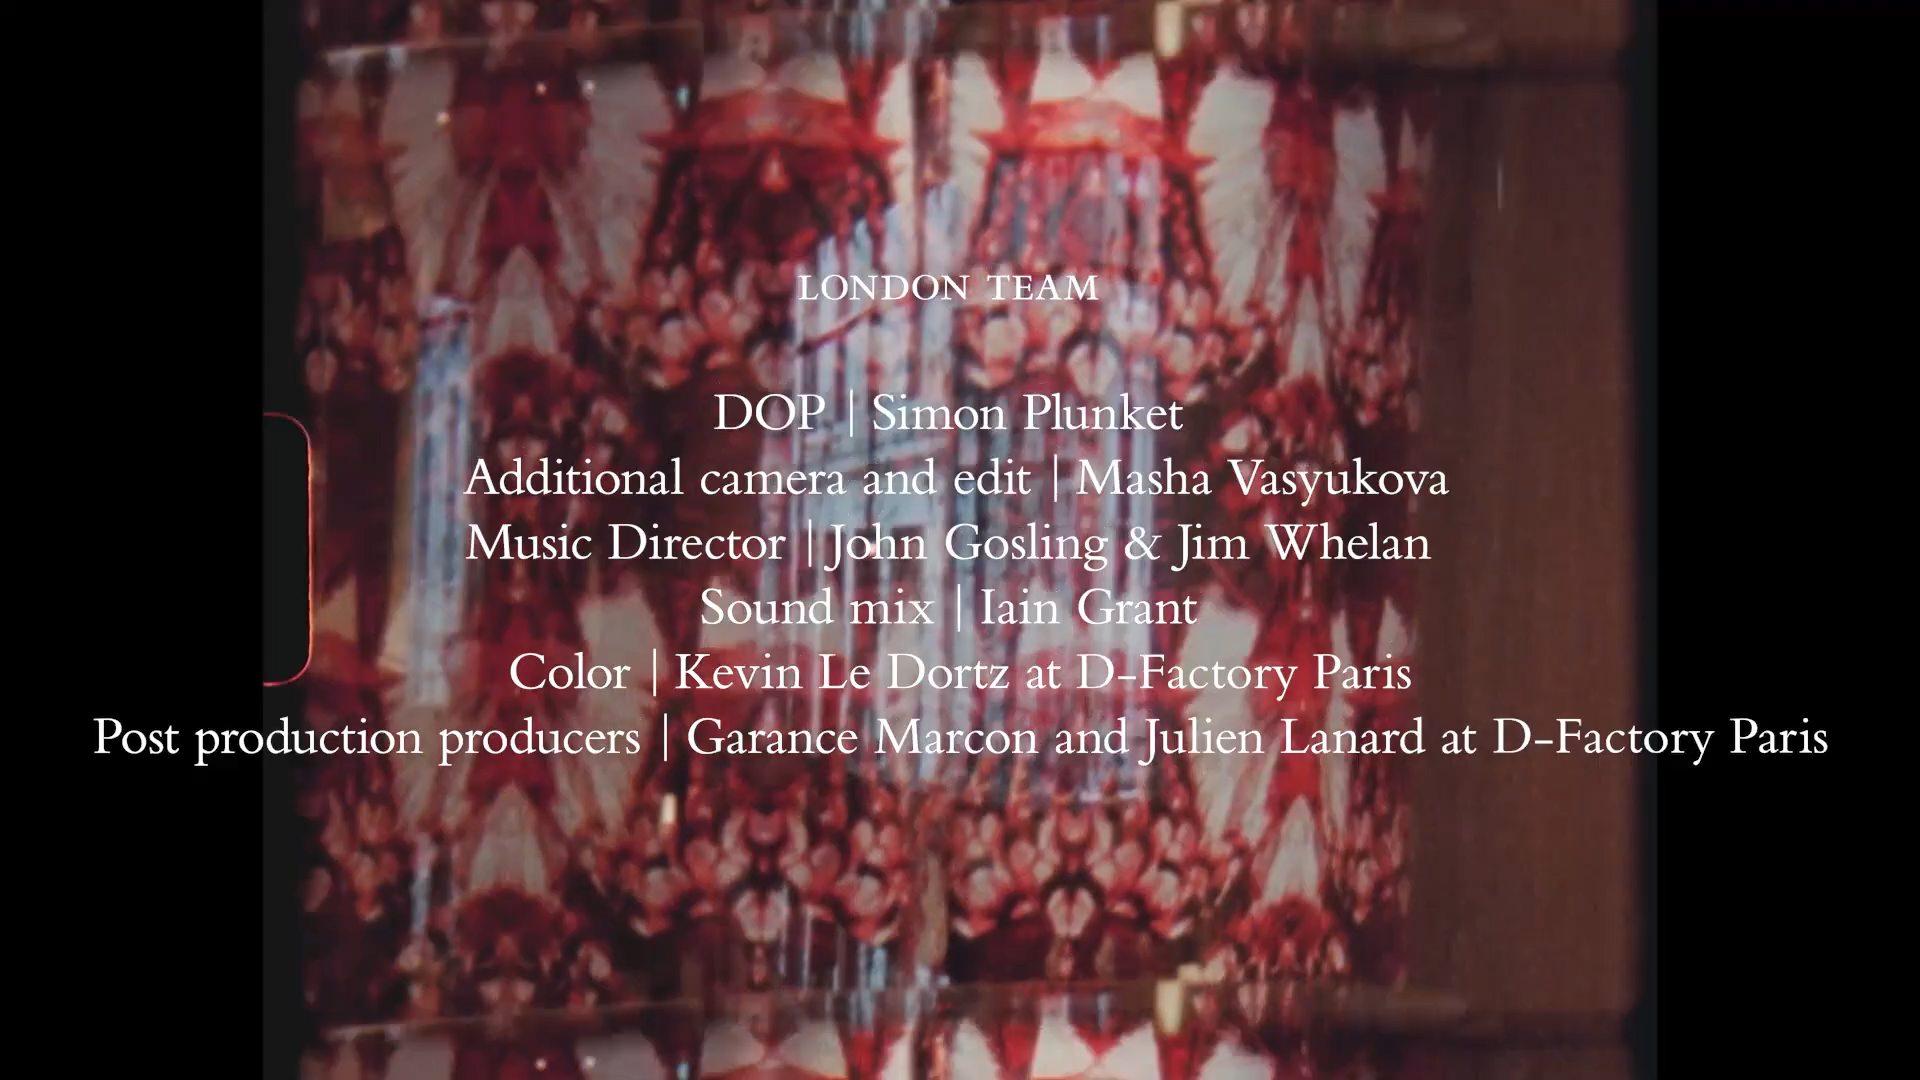 LONDON TEAM
DOP | Simon Plunket
Additional camera and edit | Masha Vasyukova
Music Director | John Gosling & Jim Whelan
Sound mix | Iain Grant
Color | Kevin Le Dortz at D-Factory Paris
Post production producers | Garance Marcon and Julien Lanard at D-Factory Paris